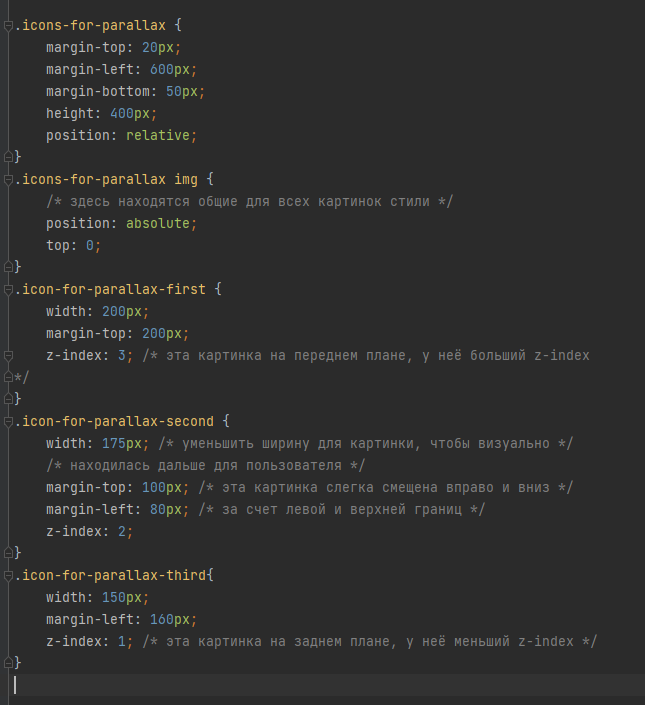 .icons-for-parallax {
    margin-top: 20px;
    margin-left: 600px;
    margin-bottom: 50px;
    height: 400px;
    position: relative;
}
.icons-for-parallax img {
    /* здесь находятся общие для всех картинок стили */
    position: absolute;
    top: 0;
}
.icon-for-parallax-first {
    width: 200px;
    margin-top: 200px;
    z-index: 3; /* эта картинка на переднем плане, у неё больший z-index
*/
}
.icon-for-parallax-second {
    width: 175px; /* уменьшить ширину для картинки, чтобы визуально */
    /* находилась дальше для пользователя */
    margin-top: 100px; /* эта картинка слегка смещена вправо и вниз */
    margin-left: 80px; /* за счет левой и верхней границ */
    z-index: 2;
}
.icon-for-parallax-third{
    width: 150px;
    margin-left: 160px;
    z-index: 1; /* эта картинка на заднем плане, у неё меньший z-index */
}